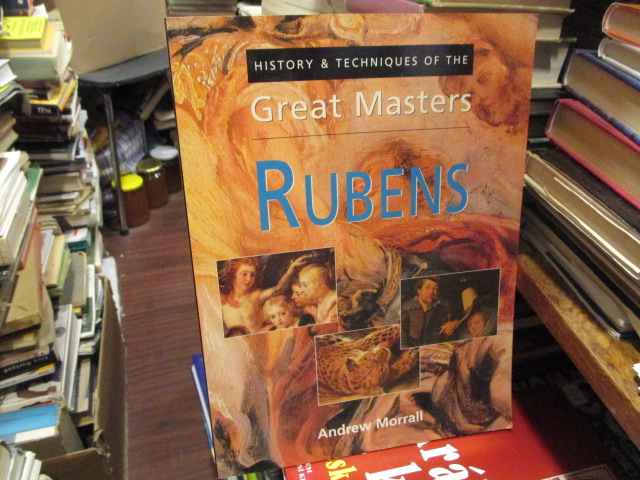 HISTORY & TECHNIQUES OF THE
Great Masters
RUBENS
Andrew Morrall